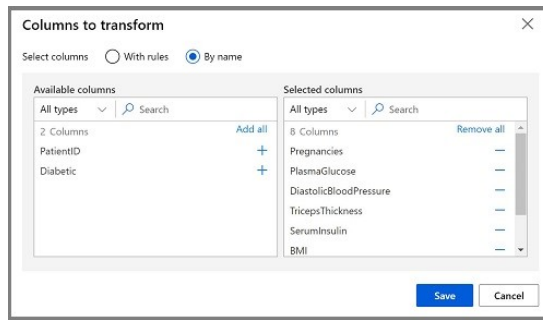 Columns to transform
Select columns With rules By name
Available columns
All types Search
2 Columns Add all
PatientID
Diabetic
Selected columns
All types Search
8 Columns Remove all
Pregnancies
PlasmaGlucose
DiastolicBloodPressure
TricepsThickness
SerumInsulin
BMI
Save Cancel